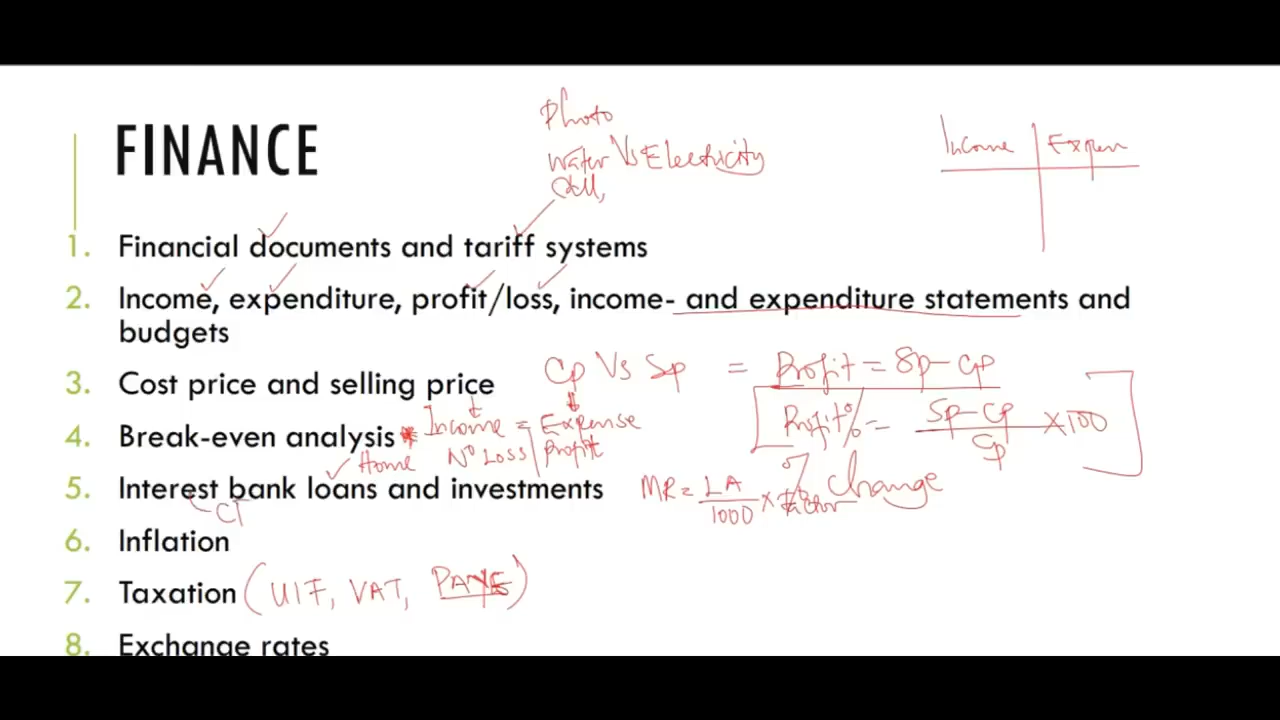 Photo
FINANCE
Income | Expen
Water Vs Electricity
Call,
1. Financial documents and tariff systems
2. Income, expenditure, profit/loss, income- and expenditure statements and
budgets
3. Cost price and selling price
Cp Vs Sp = Profit = Sp - Cp
Profit% = Sp - Cp / Cp × 100
4. Break-even analysis
Income = Expense
No Loss | Profit
Home
5. Interest bank loans and investments
CI
MR = LA / 1000 × Factor
% Change
6. Inflation
7. Taxation (UIF, VAT, PAYE)
8. Exchange rates